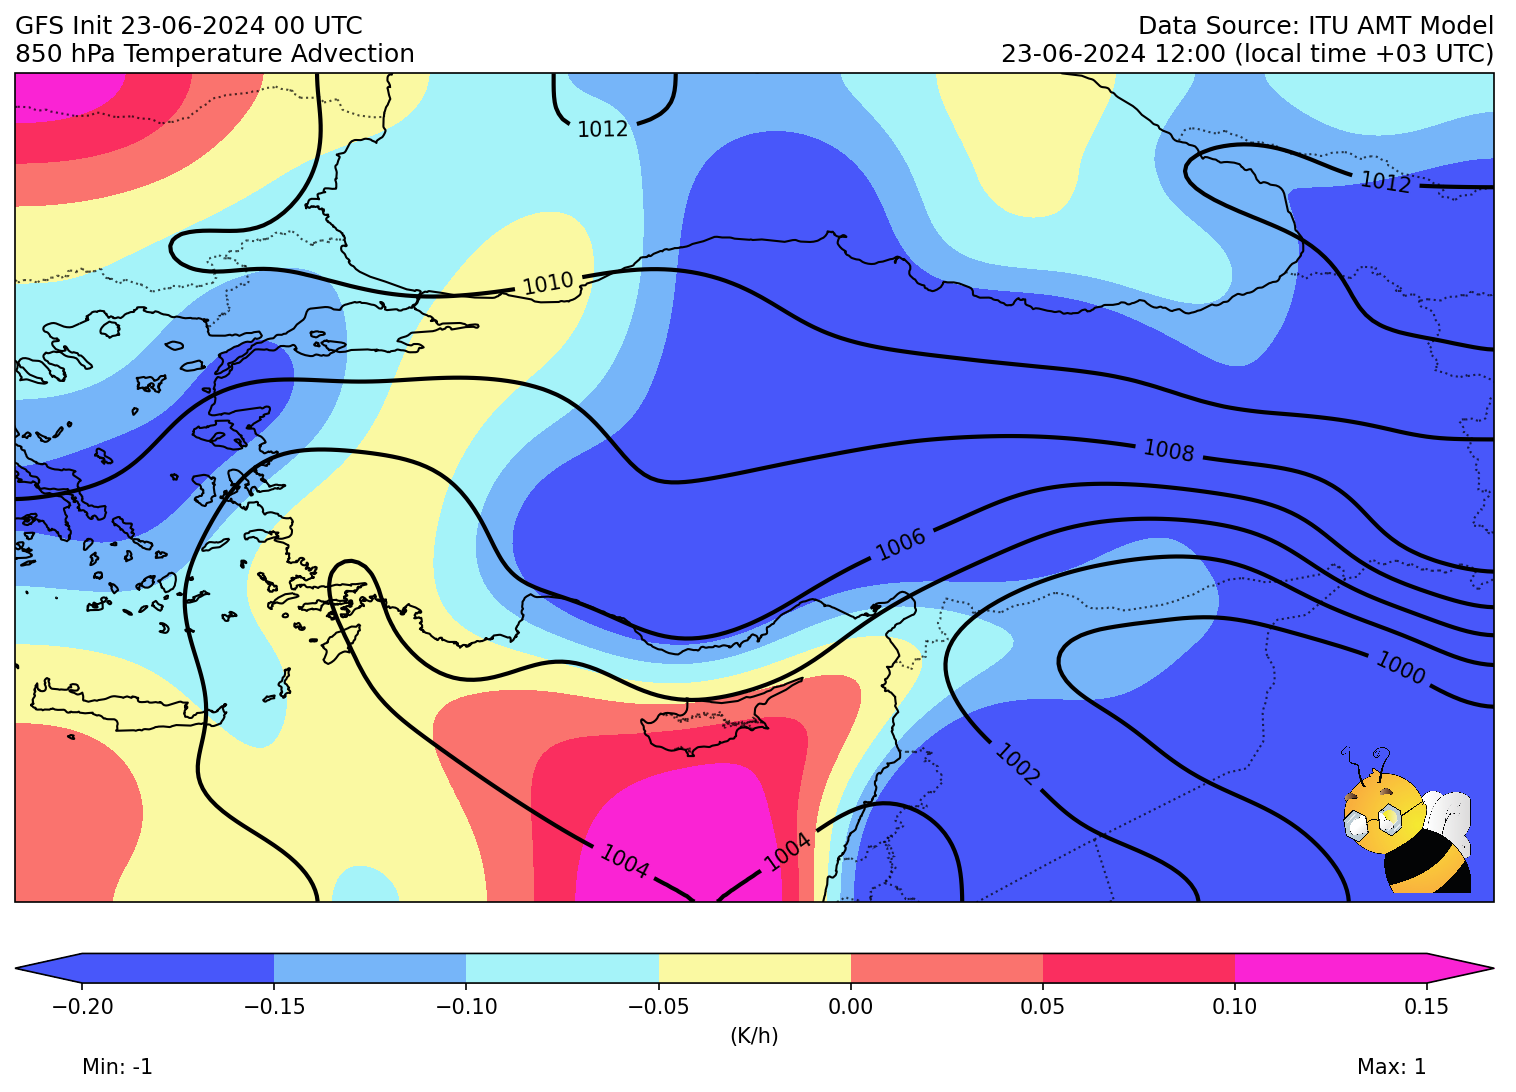 GFS Init 23-06-2024 00 UTC
850 hPa Temperature Advection
Data Source: ITU AMT Model
23-06-2024 12:00 (local time +03 UTC)
1012
1012
1010
1008
1006
1000
1002
1004
1004
−0.20 −0.15 −0.10 −0.05 0.00 0.05 0.10 0.15
(K/h)
Min: -1
Max: 1